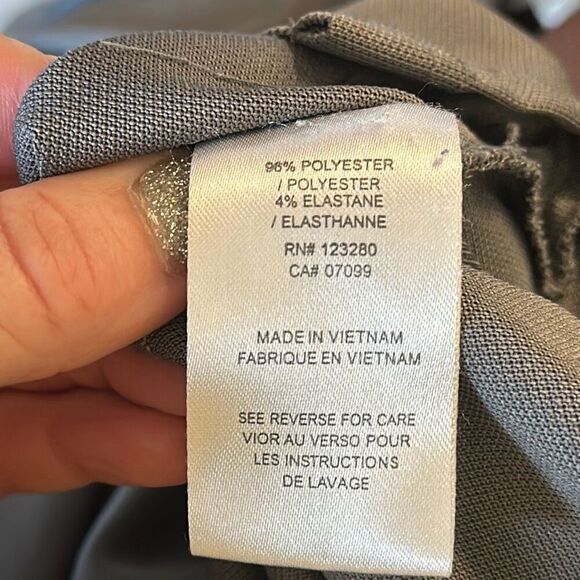 96% POLYESTER
/ POLYESTER
4% ELASTANE
/ ELASTHANNE
RN# 123280
CA# 07099
MADE IN VIETNAM
FABRIQUE EN VIETNAM
SEE REVERSE FOR CARE
VIOR AU VERSO POUR
LES INSTRUCTIONS
DE LAVAGE